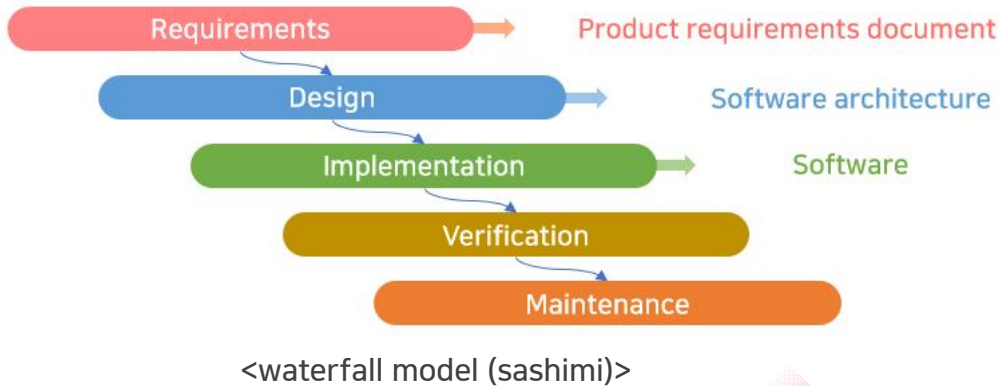 Requirements
Product requirements document
Design
Software architecture
Implementation
Software
Verification
Maintenance
<waterfall model (sashimi)>